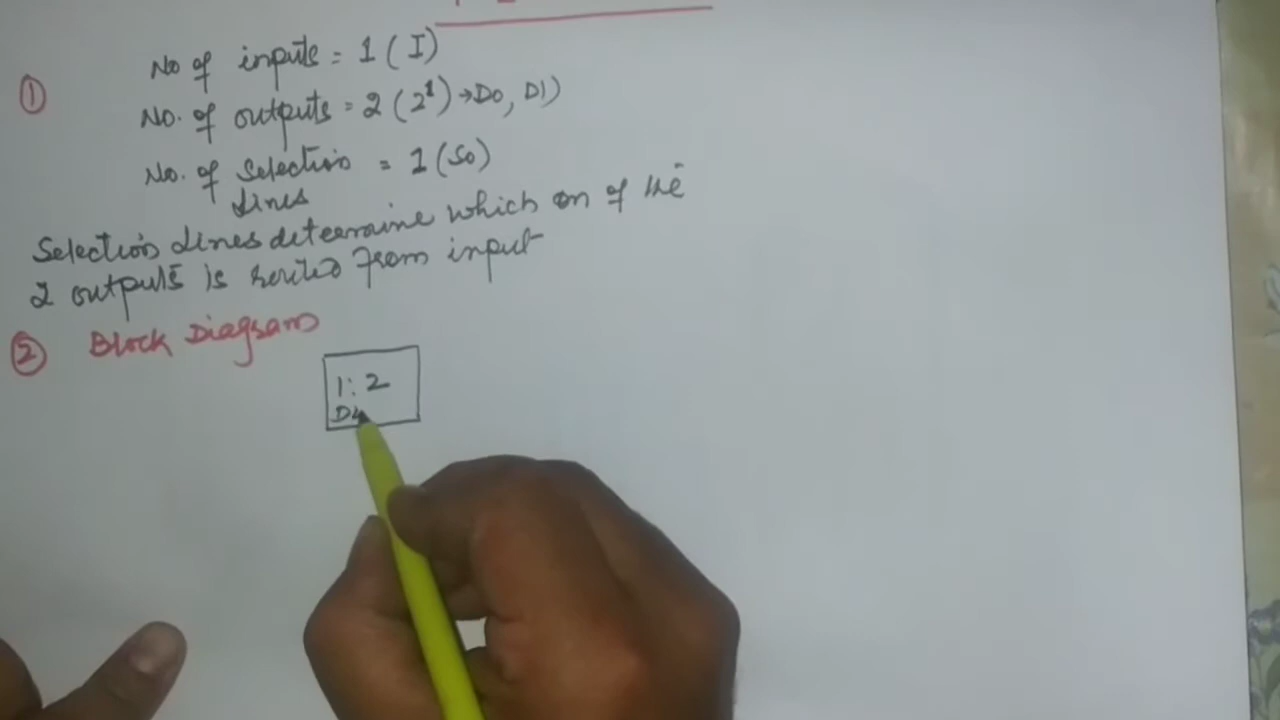 ①
No of inputs = 1 (I)
No. of outputs = 2 (2¹) → D0, D1)
No. of Selection = 1 (S0)
Lines
Selection Lines determine which on of the
2 outputs is from input
② Block Diagram
1:2